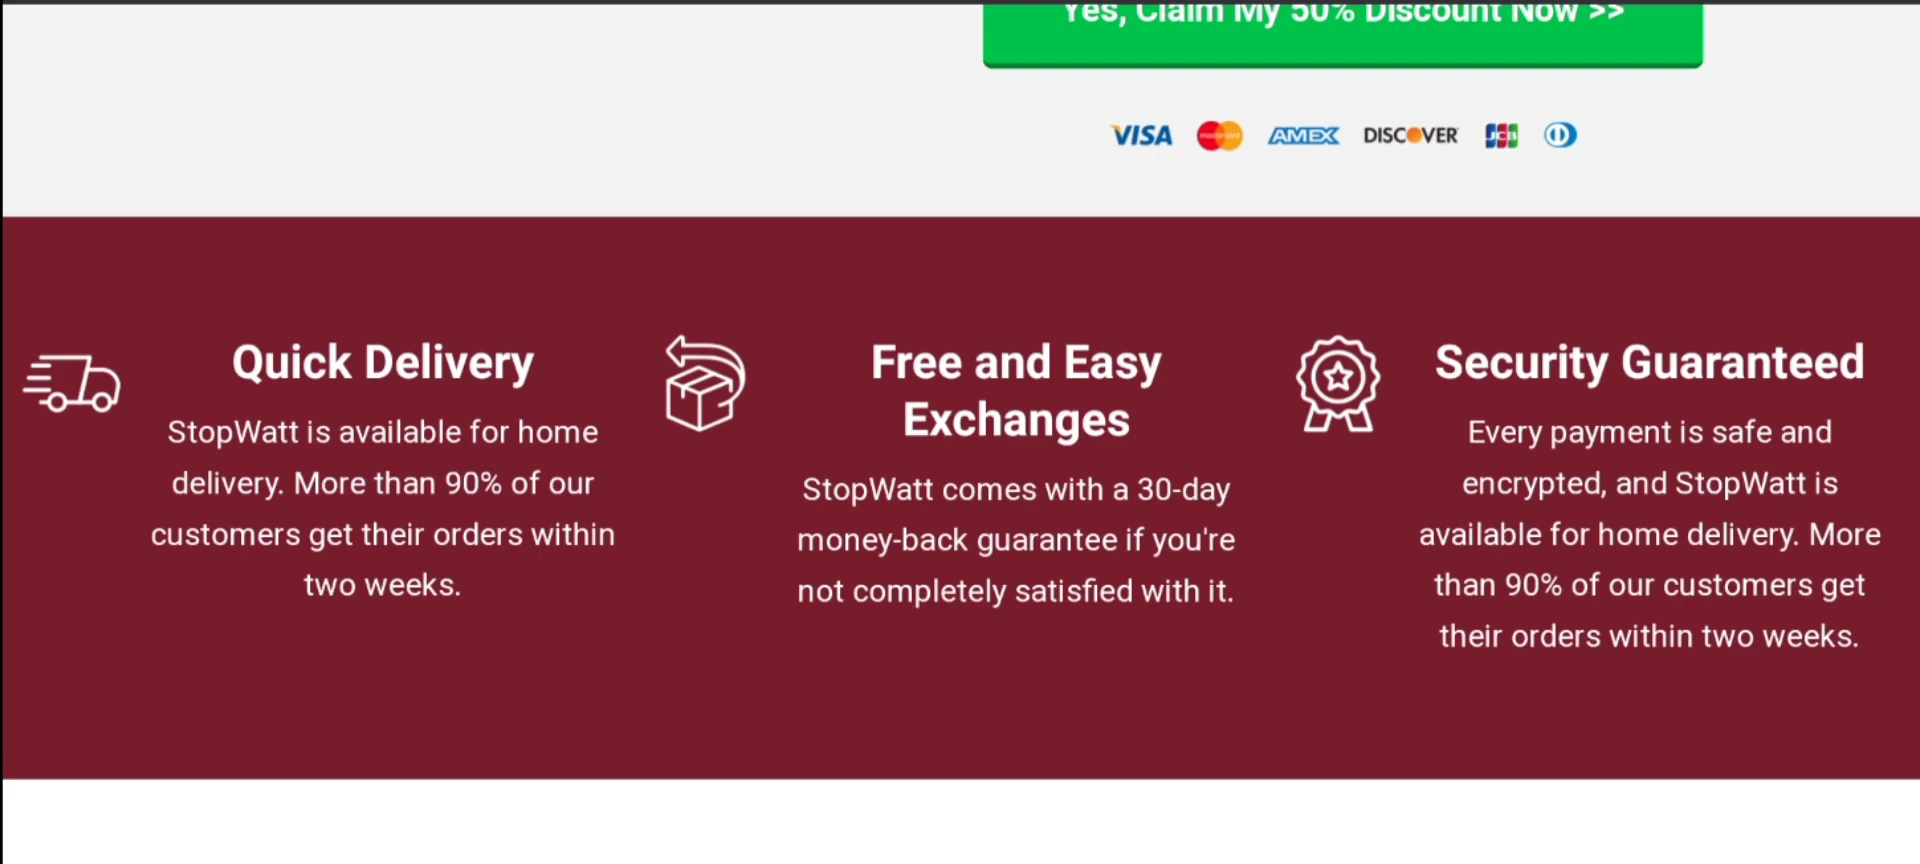 Yes, Claim My 50% Discount Now >>
VISA mastercard AMEX DISCOVER JCB
Quick Delivery
StopWatt is available for home
delivery. More than 90% of our
customers get their orders within
two weeks.
Free and Easy
Exchanges
StopWatt comes with a 30-day
money-back guarantee if you're
not completely satisfied with it.
Security Guaranteed
Every payment is safe and
encrypted, and StopWatt is
available for home delivery. More
than 90% of our customers get
their orders within two weeks.